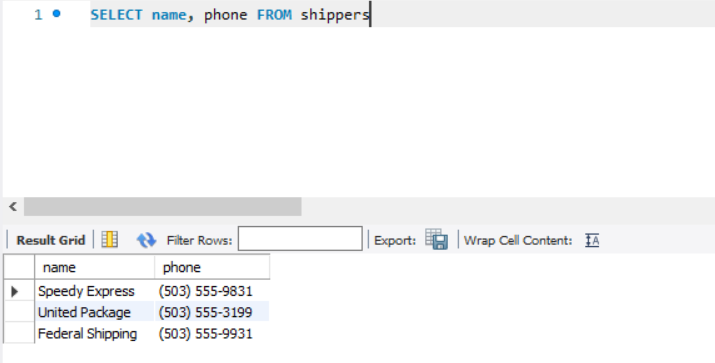 1 SELECT name, phone FROM shippers
Result Grid Filter Rows: Export: Wrap Cell Content: IA
name phone
Speedy Express (503) 555-9831
United Package (503) 555-3199
Federal Shipping (503) 555-9931